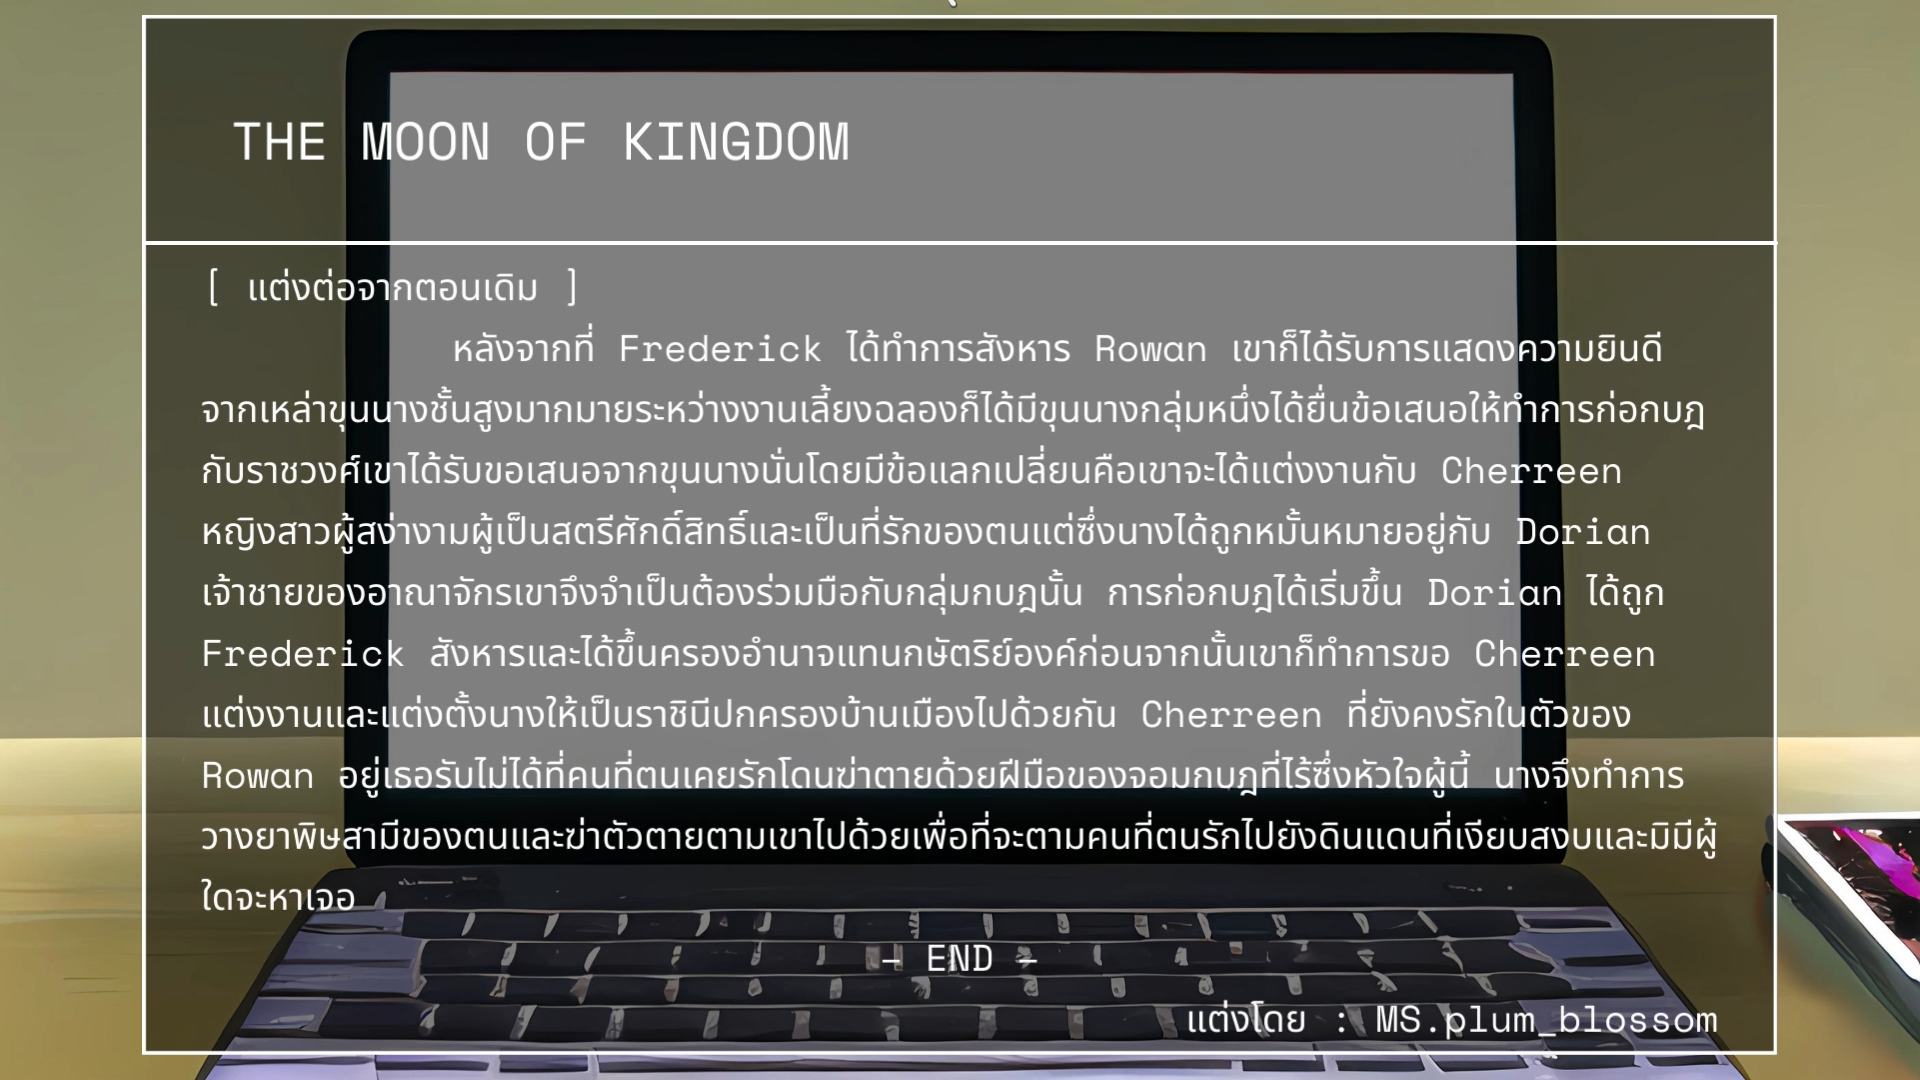 THE MOON OF KINGDOM
[ แต่งต่อจากตอนเดิม ]
หลังจากที่ Frederick ได้ทำการสังหาร Rowan เขาก็ได้รับการแสดงความยินดี
จากเหล่าขุนนางชั้นสูงมากมายระหว่างงานเลี้ยงฉลองก็ได้มีขุนนางกลุ่มหนึ่งได้ยื่นข้อเสนอให้ทำการก่อกบฎ
กับราชวงศ์เขาได้รับขอเสนอจากขุนนางนั่นโดยมีข้อแลกเปลี่ยนคือเขาจะได้แต่งงานกับ Cherreen
หญิงสาวผู้สง่างามผู้เป็นสตรีศักดิ์สิทธิ์และเป็นที่รักของตนแต่ซึ่งนางได้ถูกหมั้นหมายอยู่กับ Dorian
เจ้าชายของอาณาจักรเขาจึงจำเป็นต้องร่วมมือกับกลุ่มกบฎนั้น การก่อกบฎได้เริ่มขึ้น Dorian ได้ถูก
Frederick สังหารและได้ขึ้นครองอำนาจแทนกษัตริย์องค์ก่อนจากนั้นเขาก็ทำการขอ Cherreen
แต่งงานและแต่งตั้งนางให้เป็นราชินีปกครองบ้านเมืองไปด้วยกัน Cherreen ที่ยังคงรักในตัวของ
Rowan อยู่เธอรับไม่ได้ที่คนที่ตนเคยรักโดนฆ่าตายด้วยฝีมือของจอมกบฎที่ไร้ซึ่งหัวใจผู้นี้ นางจึงทำการ
วางยาพิษสามีของตนและฆ่าตัวตายตามเขาไปด้วยเพื่อที่จะตามคนที่ตนรักไปยังดินแดนที่เงียบสงบและมิมีผู้
ใดจะหาเจอ
- END -
แต่งโดย : MS.plum_blossom